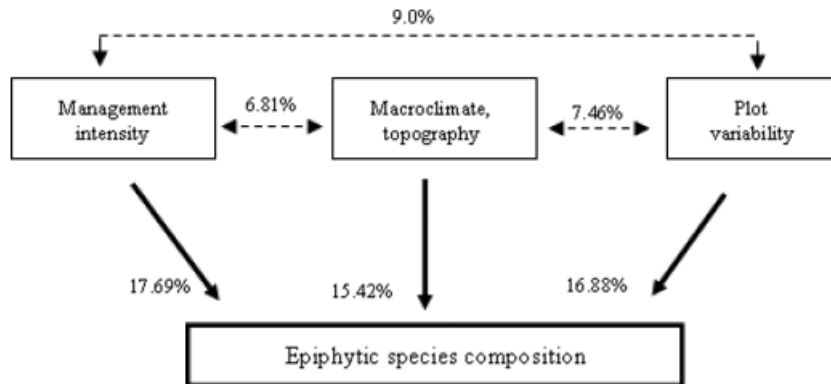 9.0%
Management
intensity
6.81%
Macroclimate,
topography
7.46%
Plot
variability
17.69%
15.42%
16.88%
Epiphytic species composition